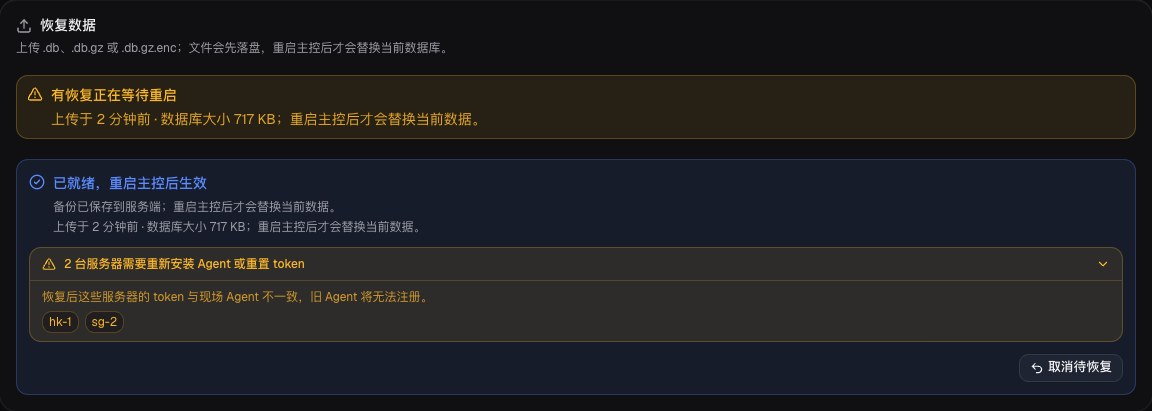 恢复数据
上传 .db、.db.gz 或 .db.gz.enc；文件会先落盘，重启主控后才会替换当前数据库。
有恢复正在等待重启
上传于 2 分钟前 · 数据库大小 717 KB；重启主控后才会替换当前数据。
已就绪，重启主控后生效
备份已保存到服务端；重启主控后才会替换当前数据。
上传于 2 分钟前 · 数据库大小 717 KB；重启主控后才会替换当前数据。
2 台服务器需要重新安装 Agent 或重置 token
恢复后这些服务器的 token 与现场 Agent 不一致，旧 Agent 将无法注册。
hk-1 sg-2
取消待恢复